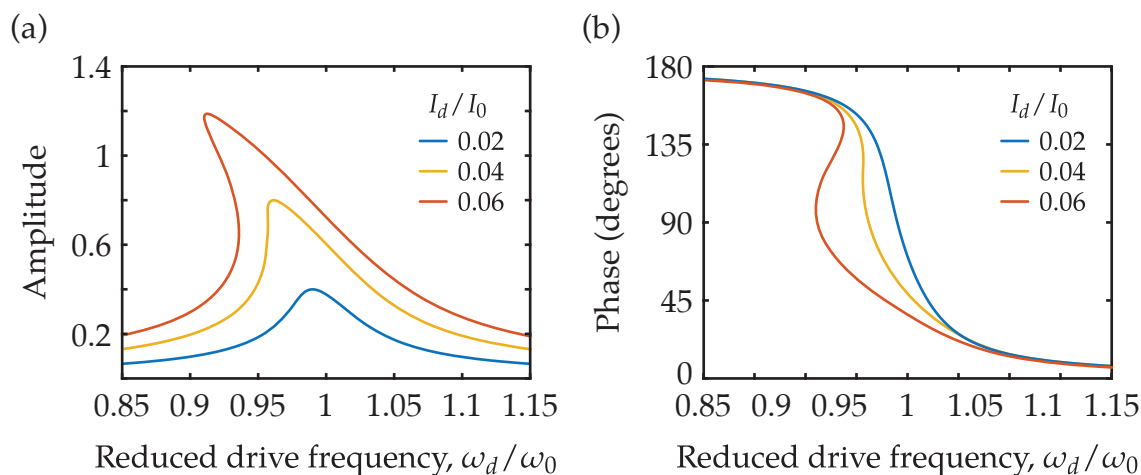 (a)
Amplitude
1.4
1
0.6
0.2
0.85 0.9 0.95 1 1.05 1.1 1.15
Reduced drive frequency, ω_d/ω_0
I_d/I_0
0.02
0.04
0.06
(b)
Phase (degrees)
180
135
90
45
0
0.85 0.9 0.95 1 1.05 1.1 1.15
Reduced drive frequency, ω_d/ω_0
I_d/I_0
0.02
0.04
0.06